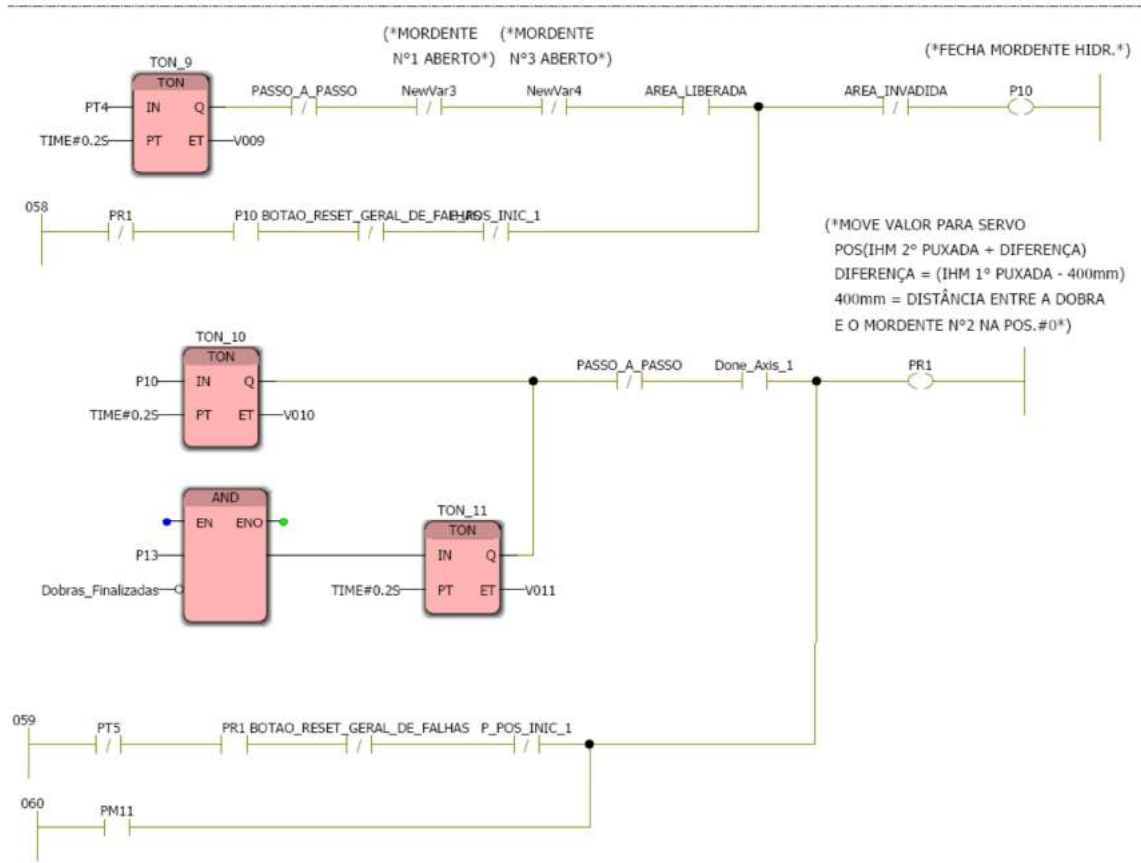 (*MORDENTE
N°1 ABERTO*)
(*MORDENTE
N°3 ABERTO*)
(*FECHA MORDENTE HIDR.*)
TON_9
TON
PT4 IN Q
TIME#0.2S PT ET V009
PASSO_A_PASSO NewVar3 NewVar4 AREA_LIBERADA AREA_INVADIDA P10
058
PR1 P10 BOTAO_RESET_GERAL_DE_FALHAS P_POS_INIC_1
(*MOVE VALOR PARA SERVO
POS(IHM 2° PUXADA + DIFERENÇA)
DIFERENÇA = (IHM 1° PUXADA - 400mm)
400mm = DISTÂNCIA ENTRE A DOBRA
E O MORDENTE N°2 NA POS.#0*)
TON_10
TON
P10 IN Q
TIME#0.2S PT ET V010
PASSO_A_PASSO Done_Axis_1 PR1
AND
EN ENO
P13
Dobras_Finalizadas
TON_11
TON
IN Q
TIME#0.2S PT ET V011
059
PT5 PR1 BOTAO_RESET_GERAL_DE_FALHAS P_POS_INIC_1
060
PM11